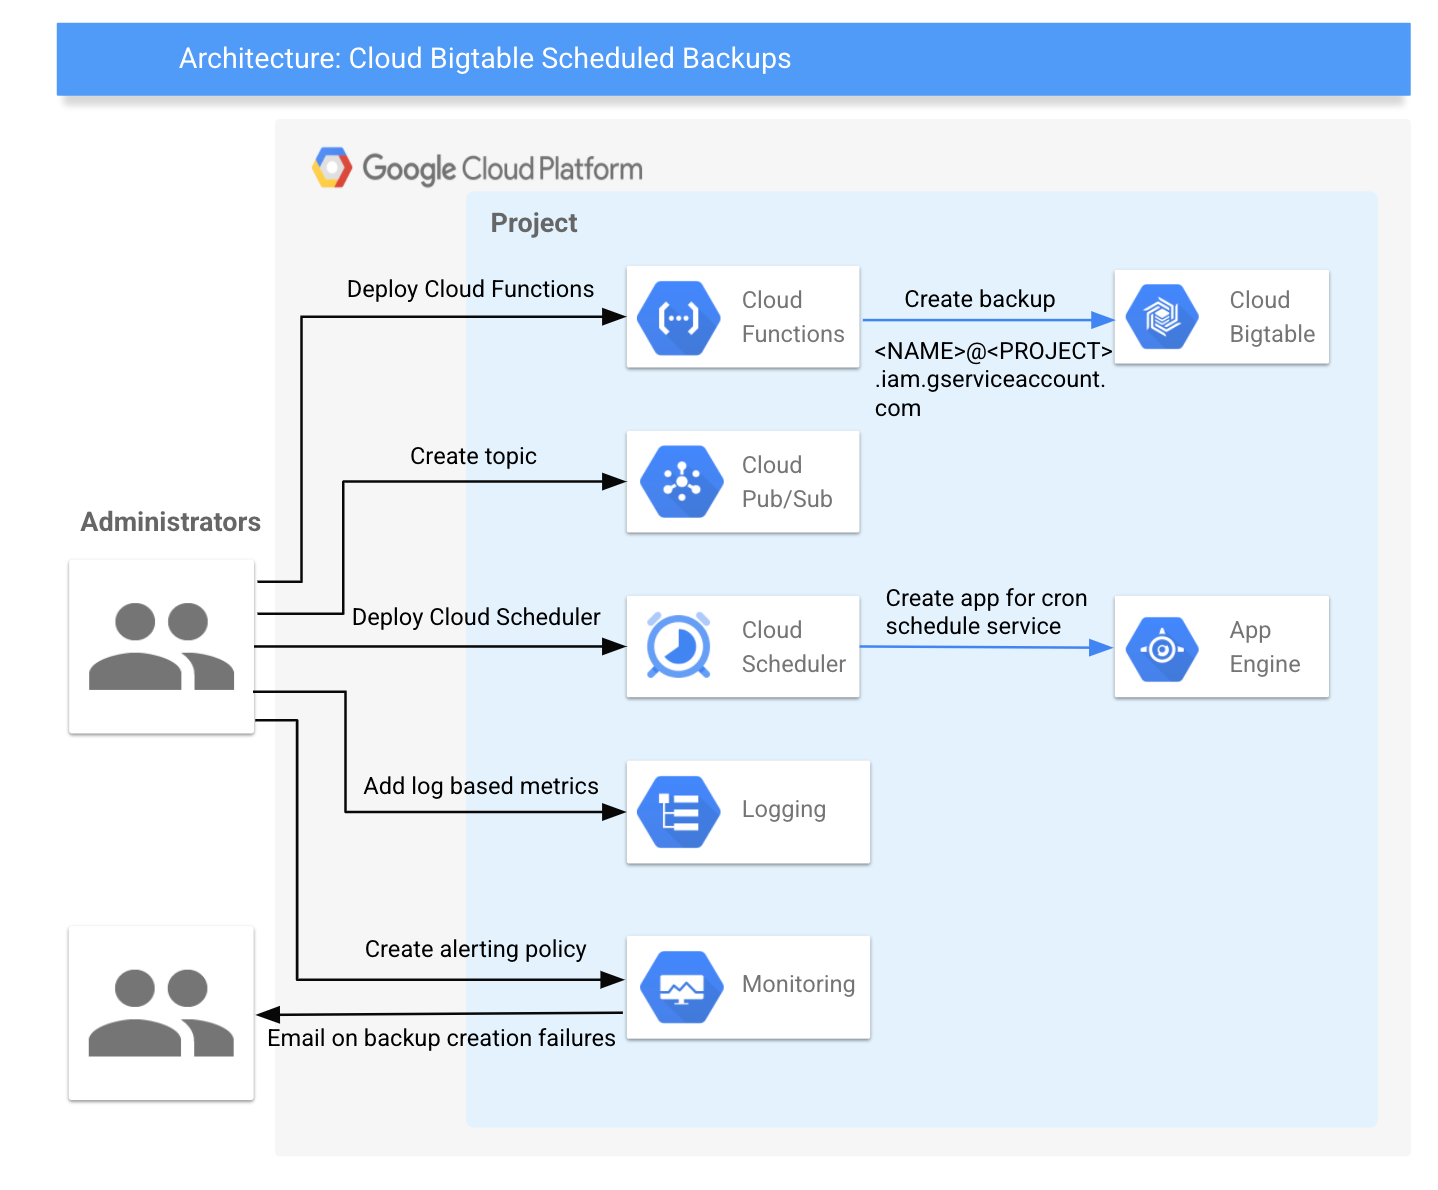 Architecture: Cloud Bigtable Scheduled Backups
Google Cloud Platform
Project
Deploy Cloud Functions
Cloud
Functions
Create backup
<NAME>@<PROJECT>
.iam.gserviceaccount.
com
Cloud
Bigtable
Create topic
Cloud
Pub/Sub
Administrators
Deploy Cloud Scheduler
Cloud
Scheduler
Create app for cron
schedule service
App
Engine
Add log based metrics
Logging
Create alerting policy
Monitoring
Email on backup creation failures